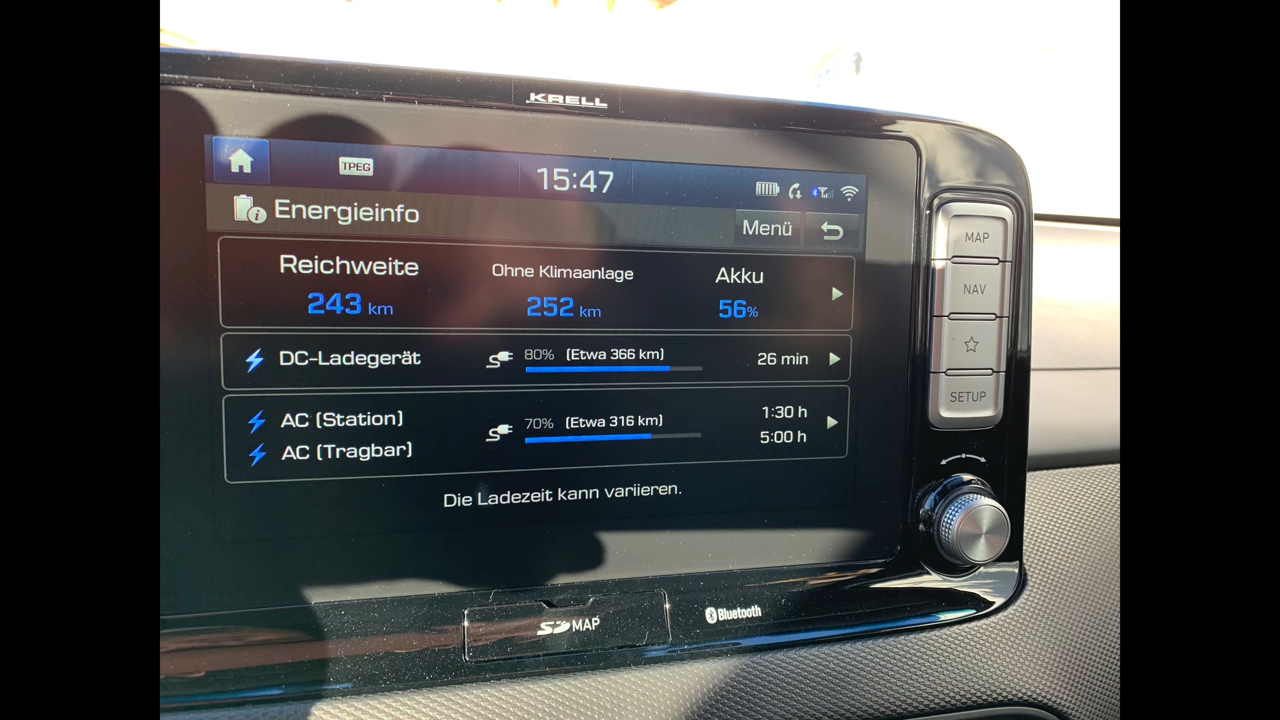 KRELL
TPEG 15:47
Energieinfo Menü
Reichweite Ohne Klimaanlage Akku
243 km 252 km 56%
DC-Ladegerät 80% (Etwa 366 km) 26 min
AC (Station) 70% (Etwa 316 km) 1:30 h
AC (Tragbar) 5:00 h
Die Ladezeit kann variieren.
MAP
NAV
SETUP
SD MAP
Bluetooth